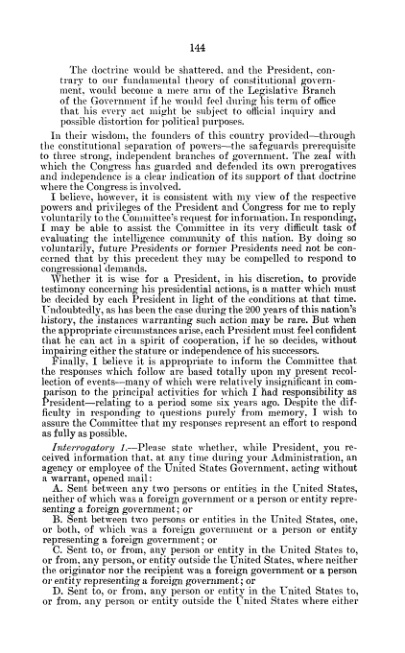 144
The doctrine would be shattered, and the President, con-
trary to our fundamental theory of constitutional govern-
ment, would become a mere arm of the Legislative Branch
of the Government if he would feel during his term of office
that his every act might be subject to official inquiry and
possible distortion for political purposes.
In their wisdom, the founders of this country provided—through
the constitutional separation of powers—the safeguards prerequisite
to three strong, independent branches of government. The zeal with
which the Congress has guarded and defended its own prerogatives
and independence is a clear indication of its support of that doctrine
where the Congress is involved.
I believe, however, it is consistent with my view of the respective
powers and privileges of the President and Congress for me to reply
voluntarily to the Committee's request for information. In responding,
I may be able to assist the Committee in its very difficult task of
evaluating the intelligence community of this nation. By doing so
voluntarily, future Presidents or former Presidents need not be con-
cerned that by this precedent they may be compelled to respond to
congressional demands.
Whether it is wise for a President, in his discretion, to provide
testimony concerning his presidential actions, is a matter which must
be decided by each President in light of the conditions at that time.
Undoubtedly, as has been the case during the 200 years of this nation's
history, the instances warranting such action may be rare. But when
the appropriate circumstances arise, each President must feel confident
that he can act in a spirit of cooperation, if he so decides, without
impairing either the stature or independence of his successors.
Finally, I believe it is appropriate to inform the Committee that
the responses which follow are based totally upon my present recol-
lection of events—many of which were relatively insignificant in com-
parison to the principal activities for which I had responsibility as
President—relating to a period some six years ago. Despite the dif-
ficulty in responding to questions purely from memory, I wish to
assure the Committee that my responses represent an effort to respond
as fully as possible.
Interrogatory 1.—Please state whether, while President, you re-
ceived information that, at any time during your Administration, an
agency or employee of the United States Government, acting without
a warrant, opened mail:
A. Sent between any two persons or entities in the United States,
neither of which was a foreign government or a person or entity repre-
senting a foreign government; or
B. Sent between two persons or entities in the United States, one,
or both, of which was a foreign government or a person or entity
representing a foreign government; or
C. Sent to, or from, any person or entity in the United States to,
or from, any person, or entity outside the United States, where neither
the originator nor the recipient was a foreign government or a person
or entity representing a foreign government; or
D. Sent to, or from, any person or entity in the United States to,
or from, any person or entity outside the United States where either